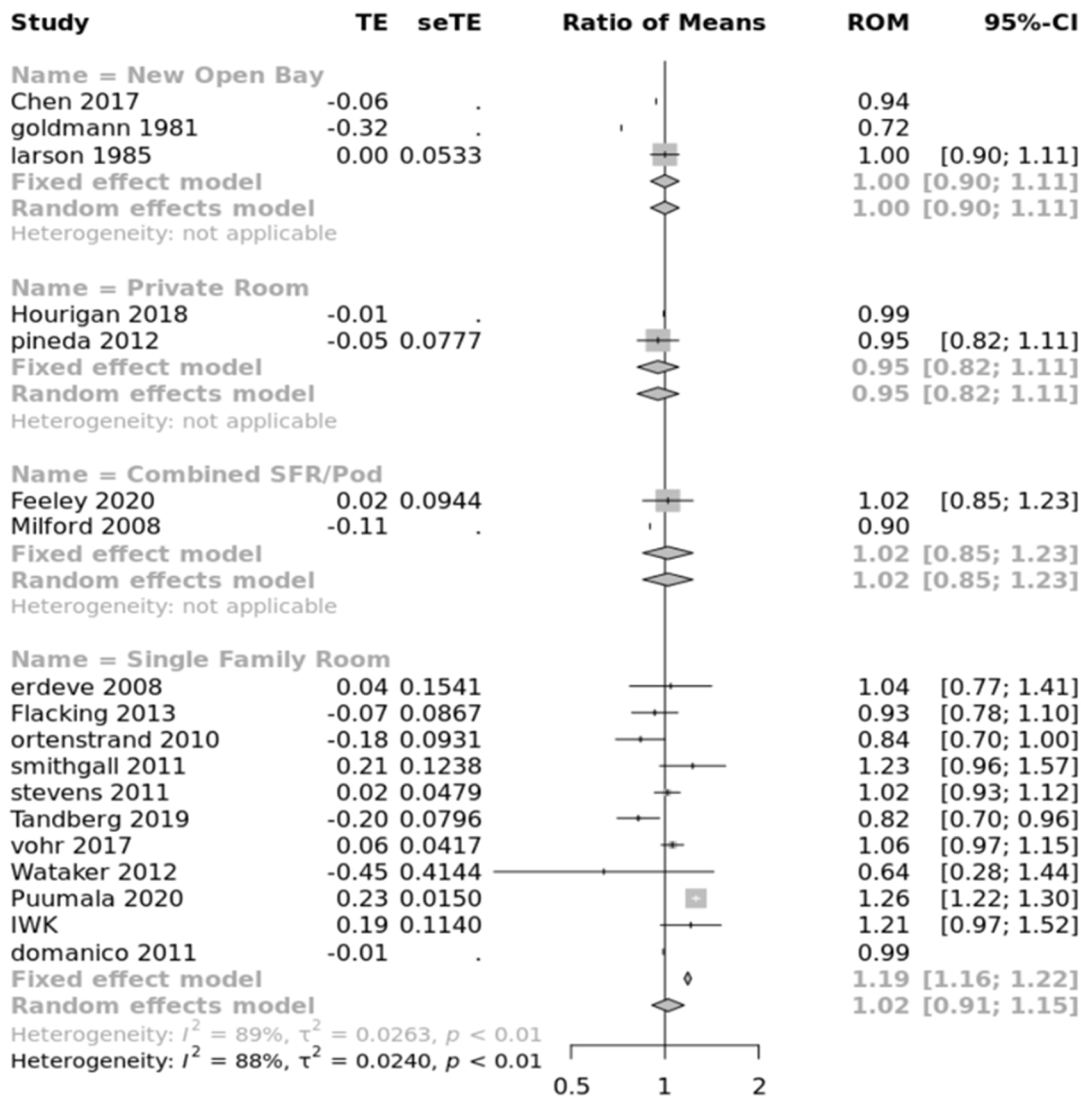 Study TE seTE Ratio of Means ROM 95%-CI
Name = New Open Bay
Chen 2017 -0.06 . 0.94
goldmann 1981 -0.32 . 0.72
larson 1985 0.00 0.0533 1.00 [0.90; 1.11]
Fixed effect model 1.00 [0.90; 1.11]
Random effects model 1.00 [0.90; 1.11]
Heterogeneity: not applicable
Name = Private Room
Hourigan 2018 -0.01 . 0.99
pineda 2012 -0.05 0.0777 0.95 [0.82; 1.11]
Fixed effect model 0.95 [0.82; 1.11]
Random effects model 0.95 [0.82; 1.11]
Heterogeneity: not applicable
Name = Combined SFR/Pod
Feeley 2020 0.02 0.0944 1.02 [0.85; 1.23]
Milford 2008 -0.11 . 0.90
Fixed effect model 1.02 [0.85; 1.23]
Random effects model 1.02 [0.85; 1.23]
Heterogeneity: not applicable
Name = Single Family Room
erdeve 2008 0.04 0.1541 1.04 [0.77; 1.41]
Flacking 2013 -0.07 0.0867 0.93 [0.78; 1.10]
ortenstrand 2010 -0.18 0.0931 0.84 [0.70; 1.00]
smithgall 2011 0.21 0.1238 1.23 [0.96; 1.57]
stevens 2011 0.02 0.0479 1.02 [0.93; 1.12]
Tandberg 2019 -0.20 0.0796 0.82 [0.70; 0.96]
vohr 2017 0.06 0.0417 1.06 [0.97; 1.15]
Wataker 2012 -0.45 0.4144 0.64 [0.28; 1.44]
Puumala 2020 0.23 0.0150 1.26 [1.22; 1.30]
IWK 0.19 0.1140 1.21 [0.97; 1.52]
domanico 2011 -0.01 . 0.99
Fixed effect model 1.19 [1.16; 1.22]
Random effects model 1.02 [0.91; 1.15]
Heterogeneity: I² = 89%, τ² = 0.0263, p < 0.01
Heterogeneity: I² = 88%, τ² = 0.0240, p < 0.01
0.5 1 2